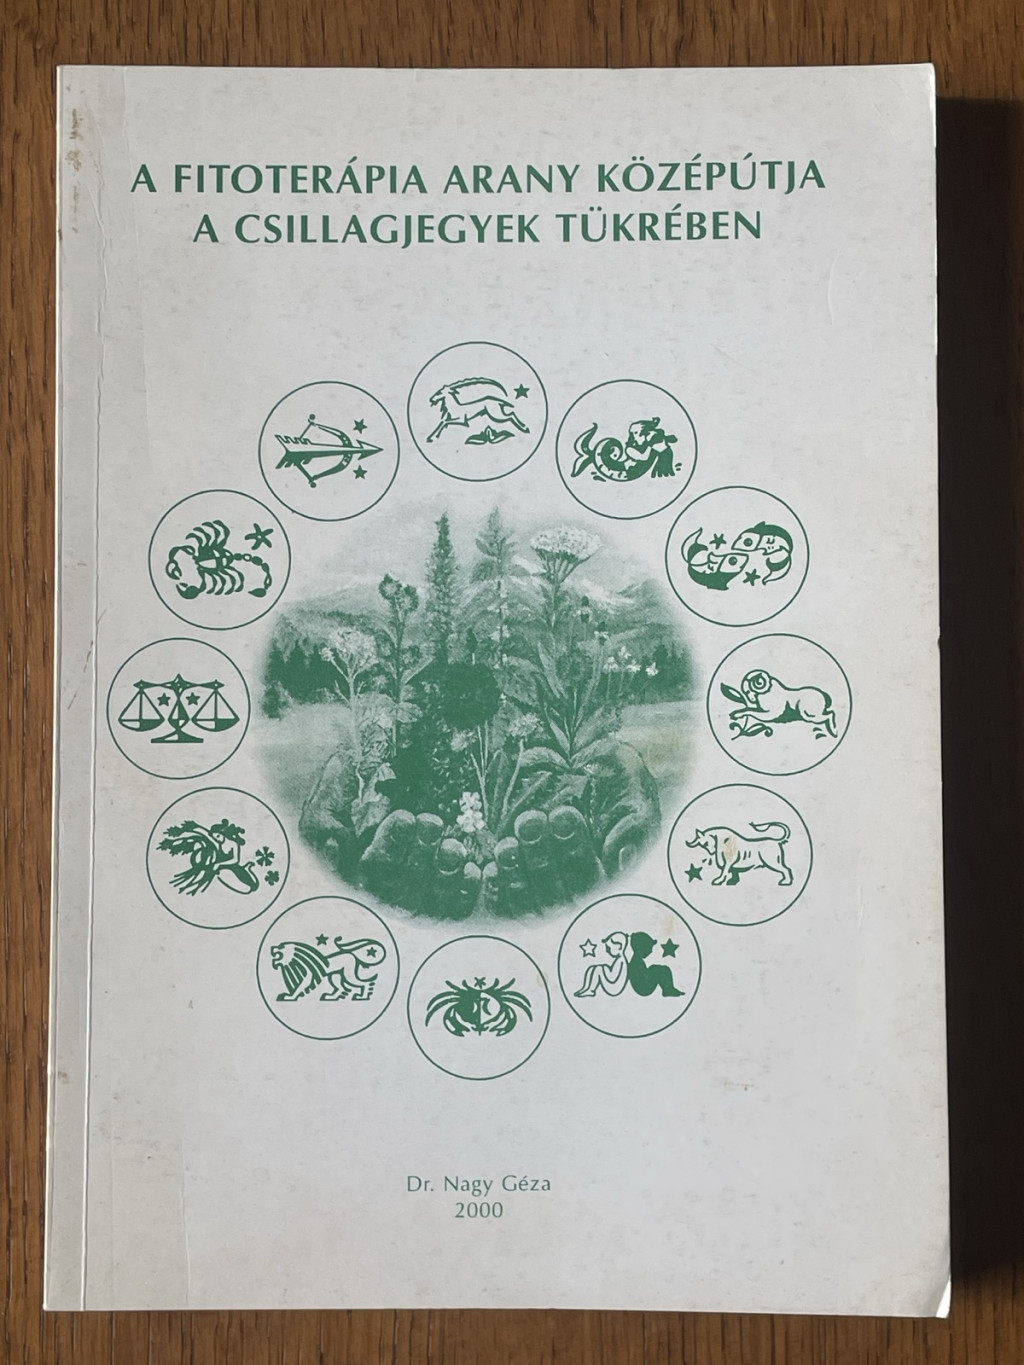 A FITOTERÁPIA ARANY KÖZÉPÚTJA
A CSILLAGJEGYEK TÜKRÉBEN
Dr. Nagy Géza
2000